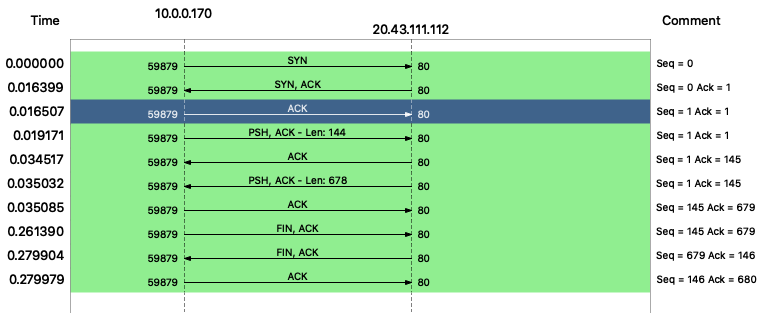 10.0.0.170
Time Comment
20.43.111.112
0.000000 59879 SYN 80 Seq = 0
0.016399 59879 SYN, ACK 80 Seq = 0 Ack = 1
0.016507 59879 ACK 80 Seq = 1 Ack = 1
0.019171 59879 PSH, ACK - Len: 144 80 Seq = 1 Ack = 1
0.034517 59879 ACK 80 Seq = 1 Ack = 145
0.035032 59879 PSH, ACK - Len: 678 80 Seq = 1 Ack = 145
0.035085 59879 ACK 80 Seq = 145 Ack = 679
0.261390 59879 FIN, ACK 80 Seq = 145 Ack = 679
0.279904 59879 FIN, ACK 80 Seq = 679 Ack = 146
0.279979 59879 ACK 80 Seq = 146 Ack = 680